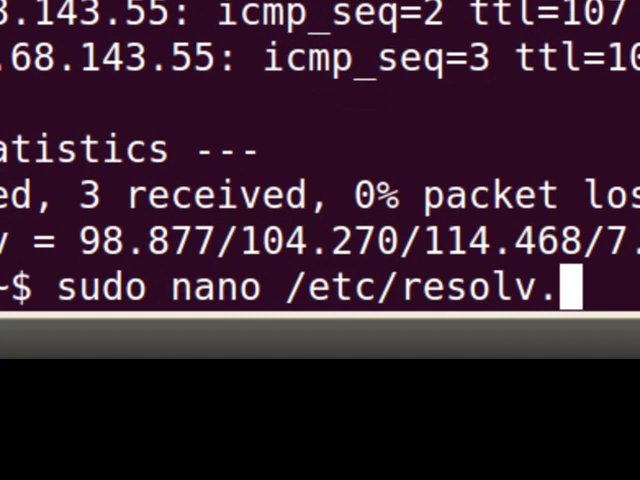 8.143.55: icmp_seq=2 ttl=107
.68.143.55: icmp_seq=3 ttl=10
atistics ---
ed, 3 received, 0% packet los
v = 98.877/104.270/114.468/7.
~$ sudo nano /etc/resolv.